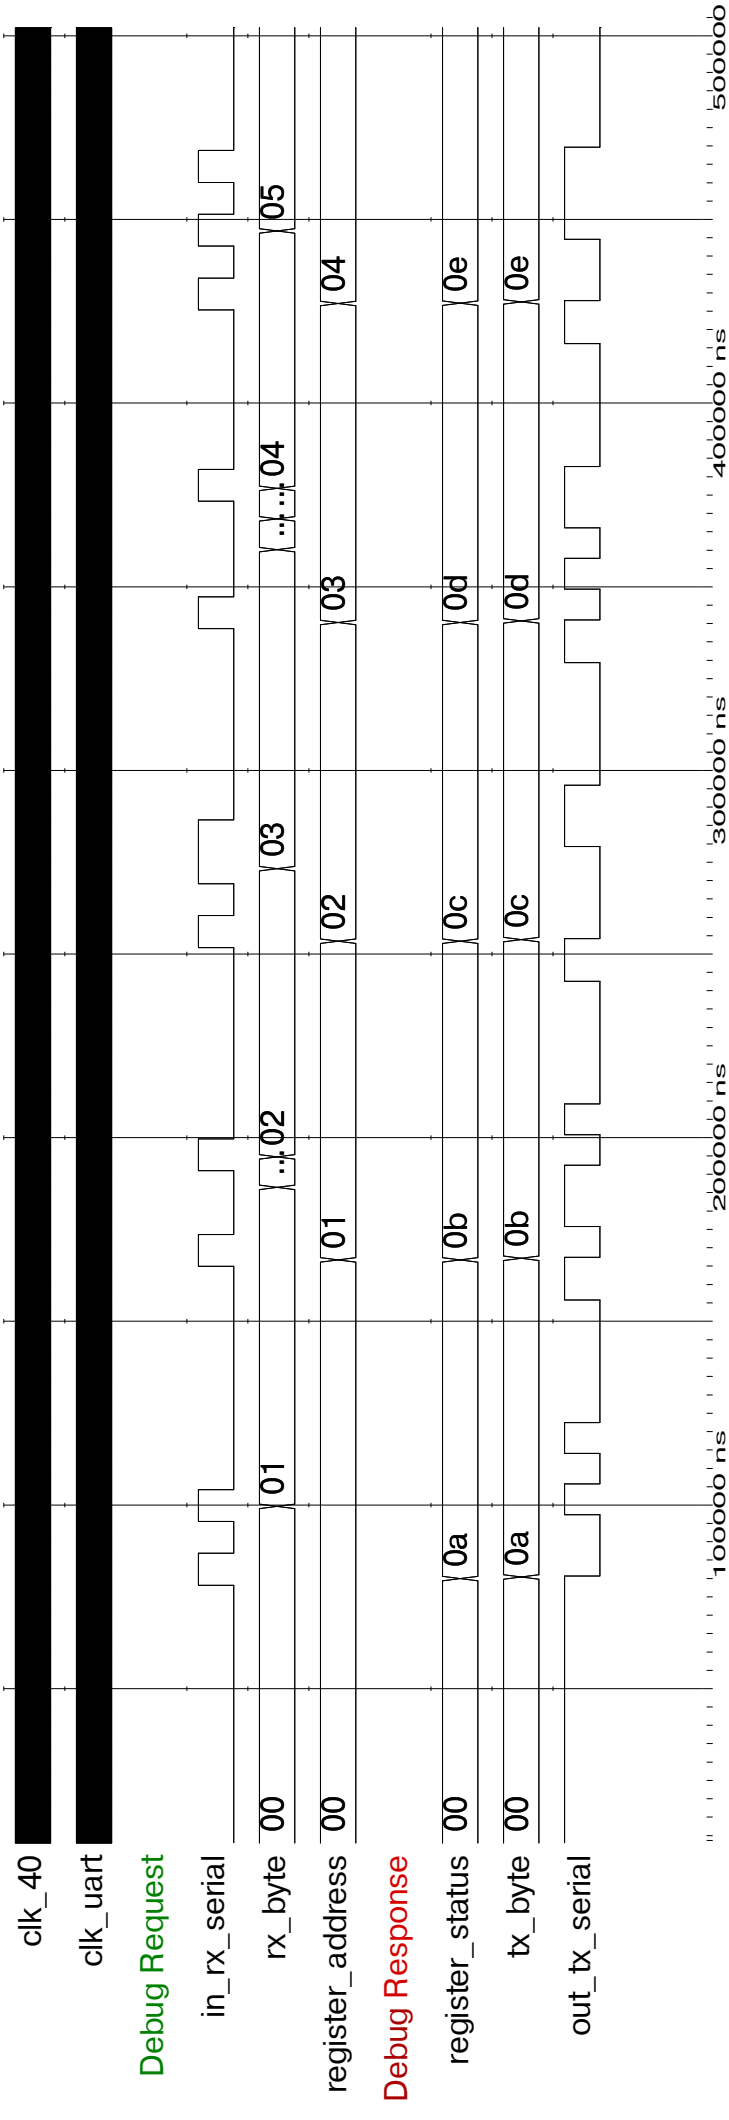 clk_40
clk_uart
Debug Request
in_rx_serial
rx_byte 00 01 ...02 03 ......04 05
register_address 00 01 02 03 04
Debug Response
register_status 00 0a 0b 0c 0d 0e
tx_byte 00 0a 0b 0c 0d 0e
out_tx_serial
100000 ns 200000 ns 300000 ns 400000 ns 500000